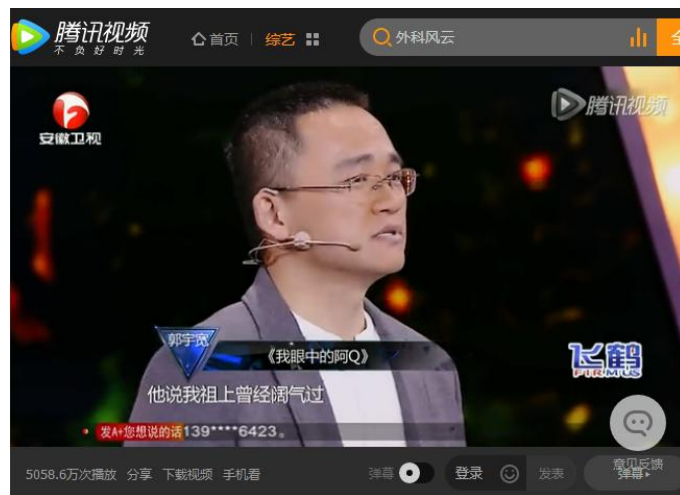 腾讯视频
不负好时光
首页
综艺
外科风云
全
安徽卫视
腾讯视频
郭宇宽
《我眼中的阿Q》
飞鹤
FIRMUS
他说我祖上曾经阔气过
发A+您想说的话139****6423。
5058.6万次播放 分享 下载视频 手机看
弹幕 登录 发表 弹幕
意见反馈